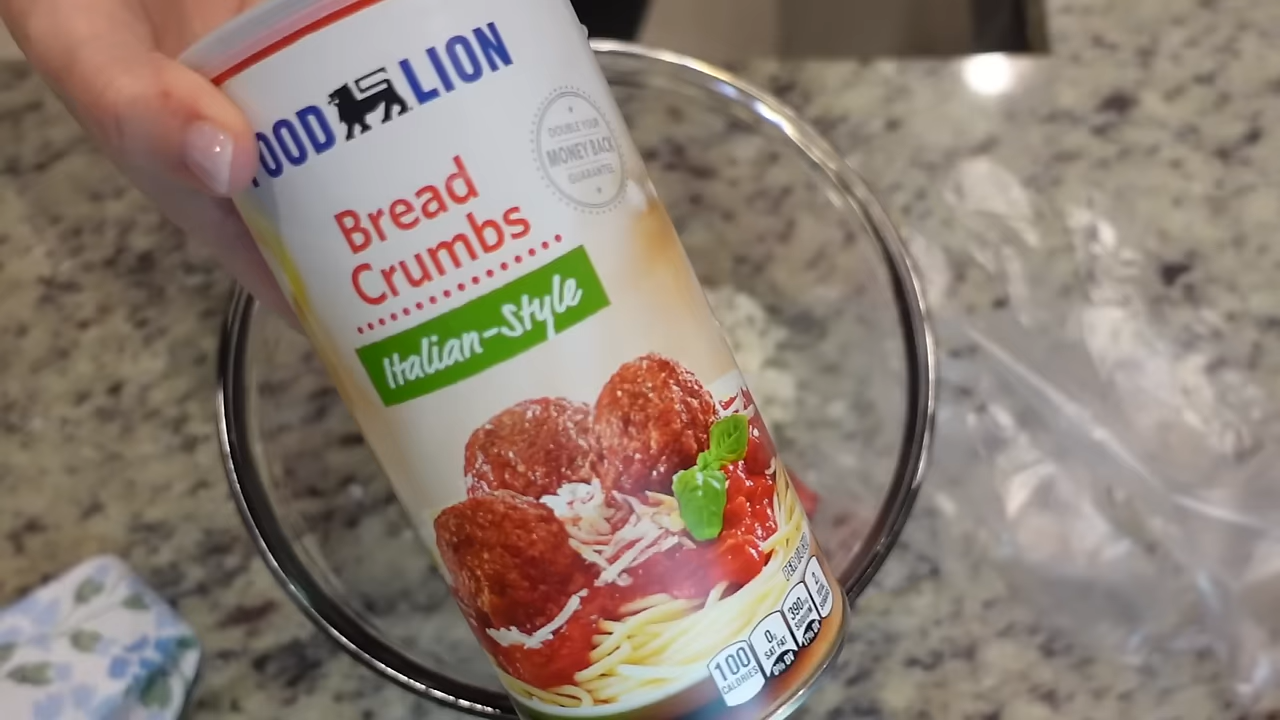 FOOD LION
DOUBLE YOUR
MONEY BACK
GUARANTEE
Bread
Crumbs
Italian-Style
100
CALORIES
0g
SAT FAT
0% DV
390mg
SODIUM
17% DV
2g